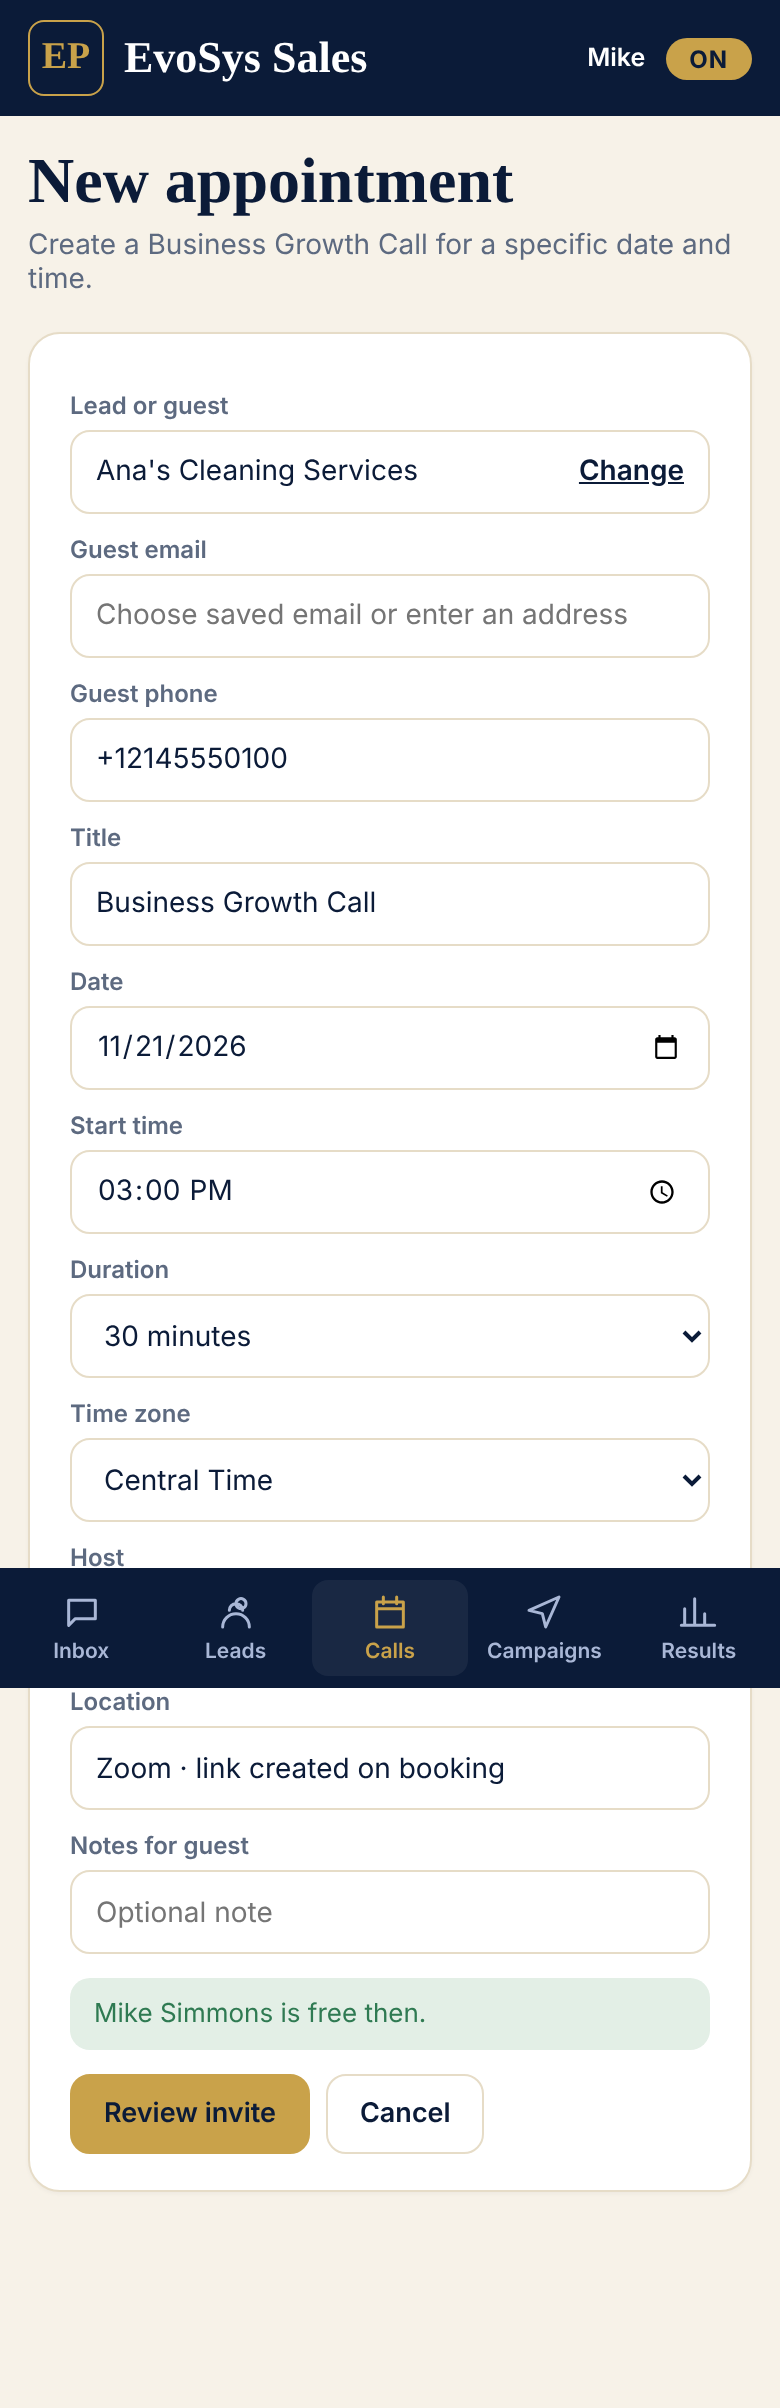 EP
EvoSys Sales
Mike
ON
New appointment
Create a Business Growth Call for a specific date and
time.
Lead or guest
Ana's Cleaning Services
Change
Guest email
Choose saved email or enter an address
Guest phone
+12145550100
Title
Business Growth Call
Date
11/21/2026
Start time
03:00 PM
Duration
30 minutes
Time zone
Central Time
Host
Inbox
Leads
Calls
Campaigns
Results
Location
Zoom · link created on booking
Notes for guest
Optional note
Mike Simmons is free then.
Review invite
Cancel